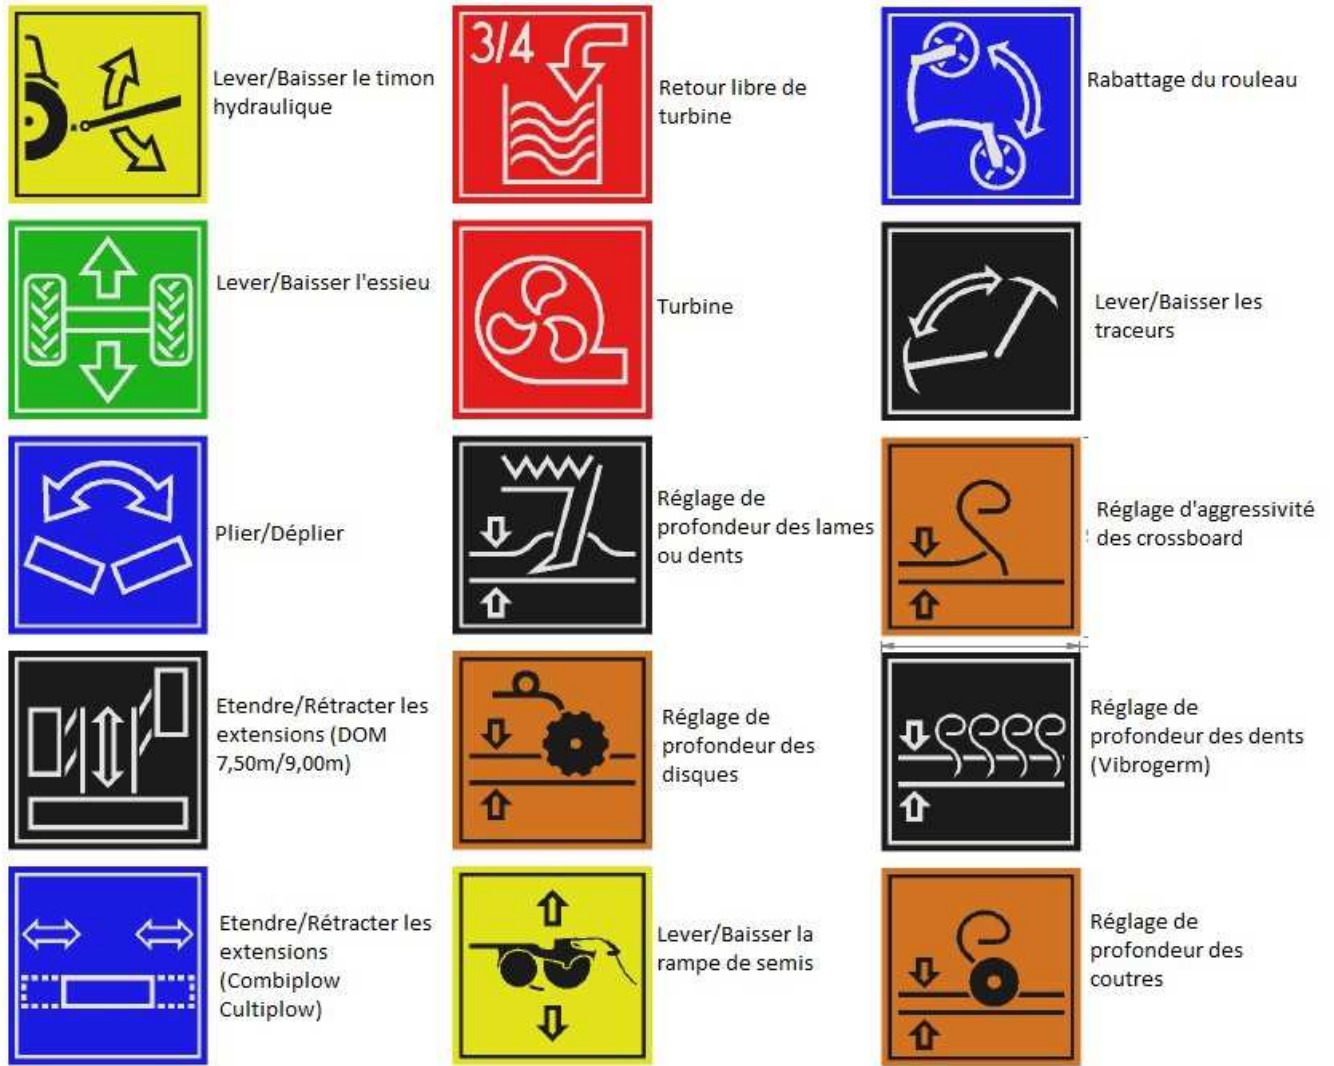 Lever/Baisser le timon
hydraulique
3/4
Retour libre de
turbine
Rabattage du rouleau
Lever/Baisser l'essieu
Turbine
Lever/Baisser les
traceurs
Plier/Déplier
Réglage de
profondeur des lames
ou dents
Réglage d'aggressivité
des crossboard
Etendre/Rétracter les
extensions (DOM
7,50m/9,00m)
Réglage de
profondeur des
disques
Réglage de
profondeur des dents
(Vibrogerm)
Etendre/Rétracter les
extensions
(Combiplow
Cultiplow)
Lever/Baisser la
rampe de semis
Réglage de
profondeur des
coutres